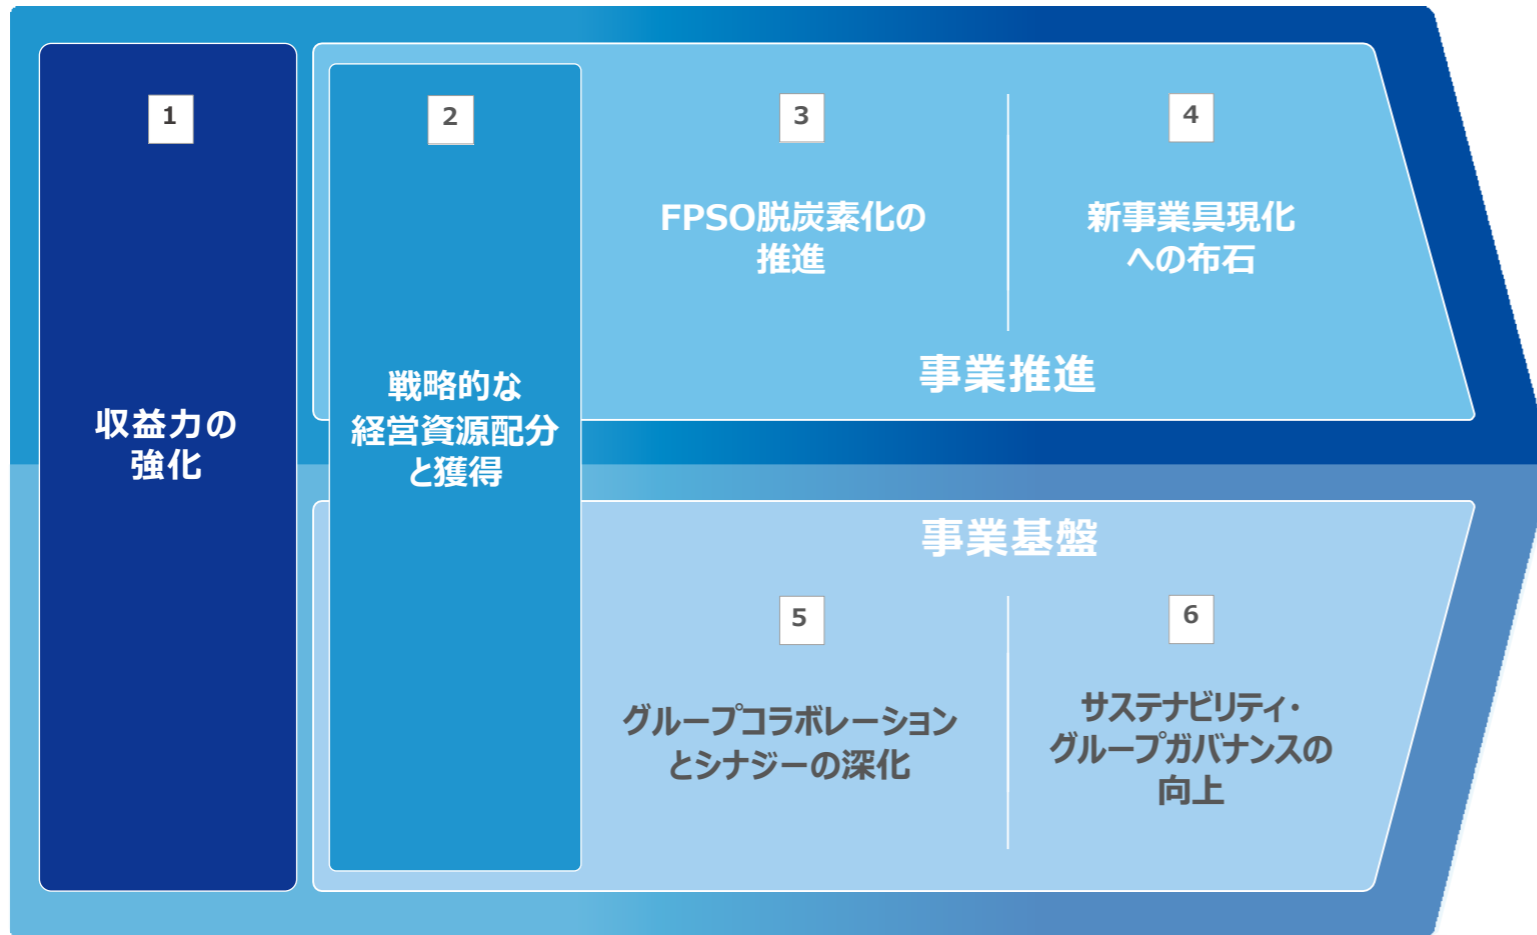 1
収益力の
強化
2
戦略的な
経営資源配分
と獲得
3
FPSO脱炭素化の
推進
4
新事業具現化
への布石
事業推進
事業基盤
5
グループコラボレーション
とシナジーの深化
6
サステナビリティ・
グループガバナンスの
向上